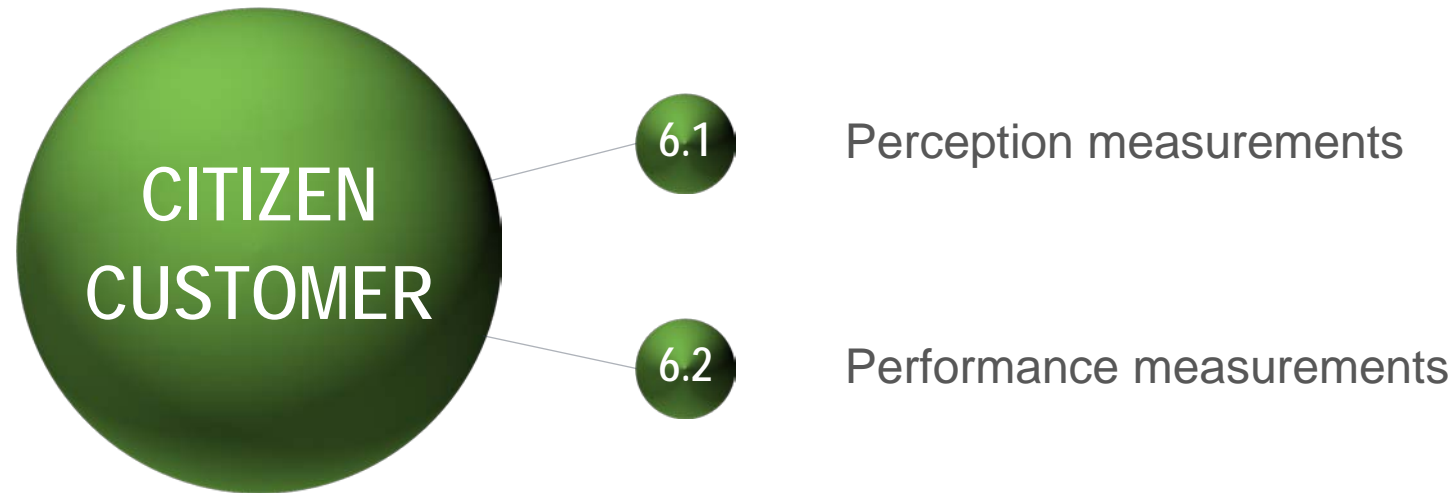 CITIZEN
CUSTOMER
6.1 Perception measurements
6.2 Performance measurements